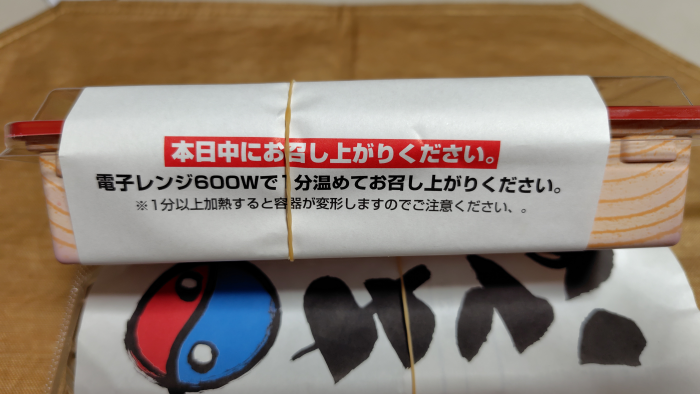 本日中にお召し上がりください。
電子レンジ600Wで1分温めてお召し上がりください。
※1分以上加熱すると容器が変形しますのでご注意ください、。